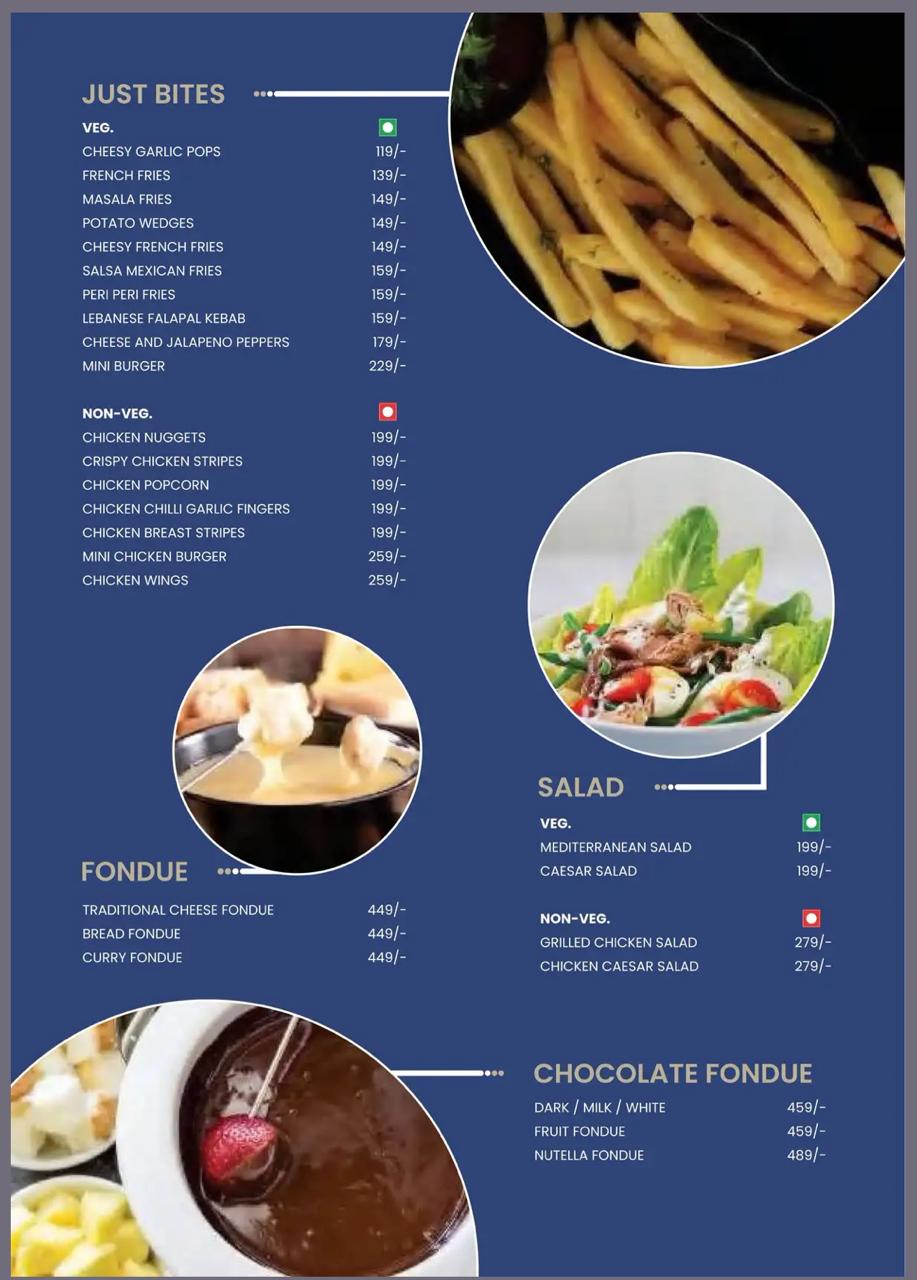 JUST BITES
VEG.
CHEESY GARLIC POPS 119/-
FRENCH FRIES 139/-
MASALA FRIES 149/-
POTATO WEDGES 149/-
CHEESY FRENCH FRIES 149/-
SALSA MEXICAN FRIES 159/-
PERI PERI FRIES 159/-
LEBANESE FALAPAL KEBAB 159/-
CHEESE AND JALAPENO PEPPERS 179/-
MINI BURGER 229/-
NON-VEG.
CHICKEN NUGGETS 199/-
CRISPY CHICKEN STRIPES 199/-
CHICKEN POPCORN 199/-
CHICKEN CHILLI GARLIC FINGERS 199/-
CHICKEN BREAST STRIPES 199/-
MINI CHICKEN BURGER 259/-
CHICKEN WINGS 259/-
FONDUE
TRADITIONAL CHEESE FONDUE 449/-
BREAD FONDUE 449/-
CURRY FONDUE 449/-
SALAD
VEG.
MEDITERRANEAN SALAD 199/-
CAESAR SALAD 199/-
NON-VEG.
GRILLED CHICKEN SALAD 279/-
CHICKEN CAESAR SALAD 279/-
CHOCOLATE FONDUE
DARK / MILK / WHITE 459/-
FRUIT FONDUE 459/-
NUTELLA FONDUE 489/-